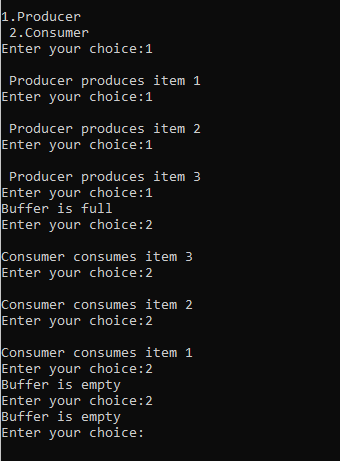 1.Producer
2.Consumer
Enter your choice:1
Producer produces item 1
Enter your choice:1
Producer produces item 2
Enter your choice:1
Producer produces item 3
Enter your choice:1
Buffer is full
Enter your choice:2
Consumer consumes item 3
Enter your choice:2
Consumer consumes item 2
Enter your choice:2
Consumer consumes item 1
Enter your choice:2
Buffer is empty
Enter your choice:2
Buffer is empty
Enter your choice: